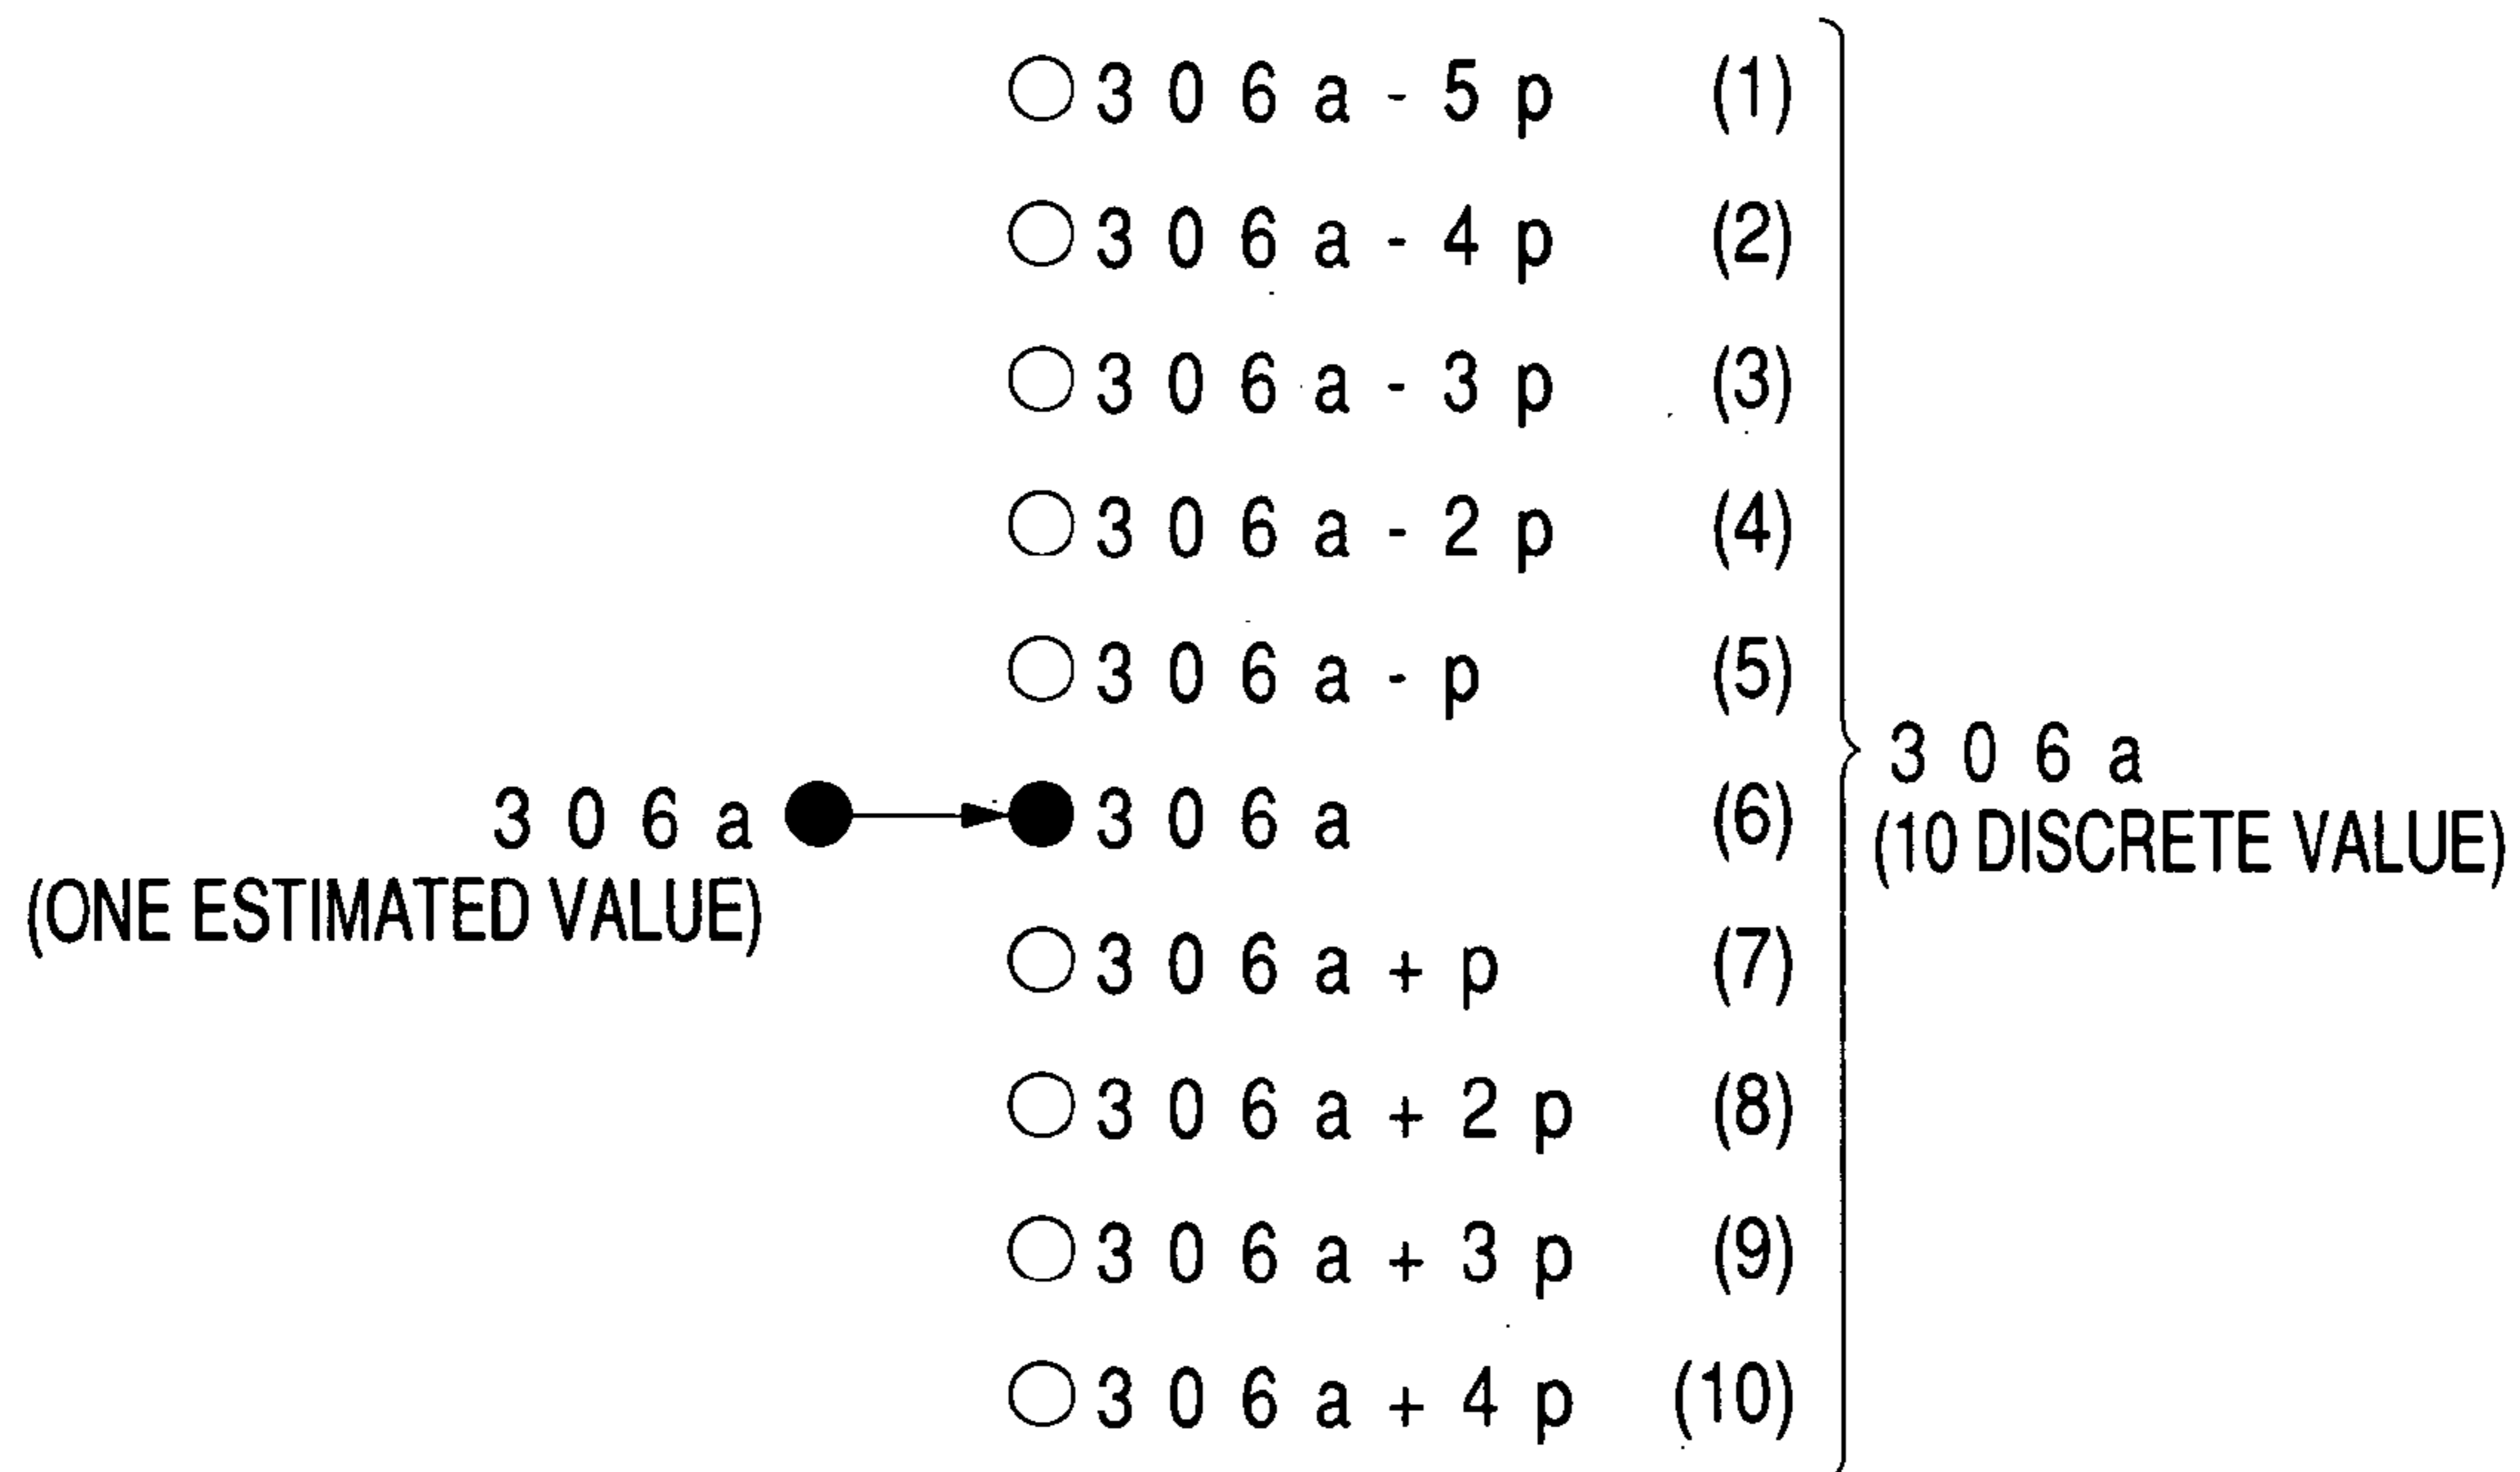 306a-5p (1)
306a-4p (2)
306a-3p (3)
306a-2p (4)
306a-p (5)
306a
(ONE ESTIMATED VALUE)
306a (6)
306a
(10 DISCRETE VALUE)
306a+p (7)
306a+2p (8)
306a+3p (9)
306a+4p (10)